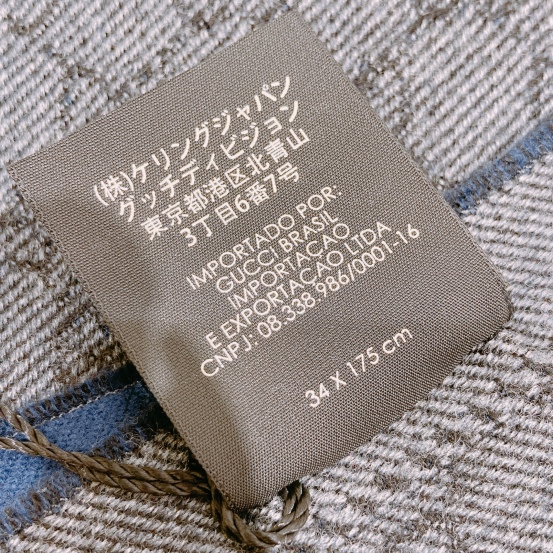 (株)ケリングジャパン
グッチディビジョン
東京都港区北青山
3丁目6番7号
IMPORTADO POR:
GUCCI BRASIL
IMPORTACAO
E EXPORTACAO LTDA
CNPJ: 08.338.986/0001-16
34 X 175 cm